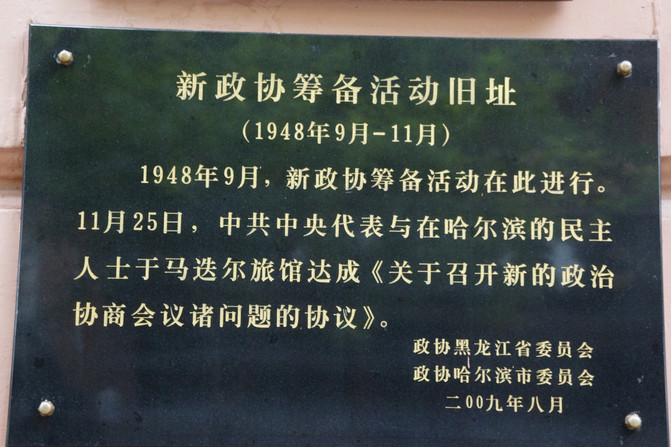 新政协筹备活动旧址
(1948年9月-11月)
1948年9月，新政协筹备活动在此进行。
11月25日，中共中央代表与在哈尔滨的民主
人士于马迭尔旅馆达成《关于召开新的政治
协商会议诸问题的协议》。
政协黑龙江省委员会
政协哈尔滨市委员会
二00九年八月